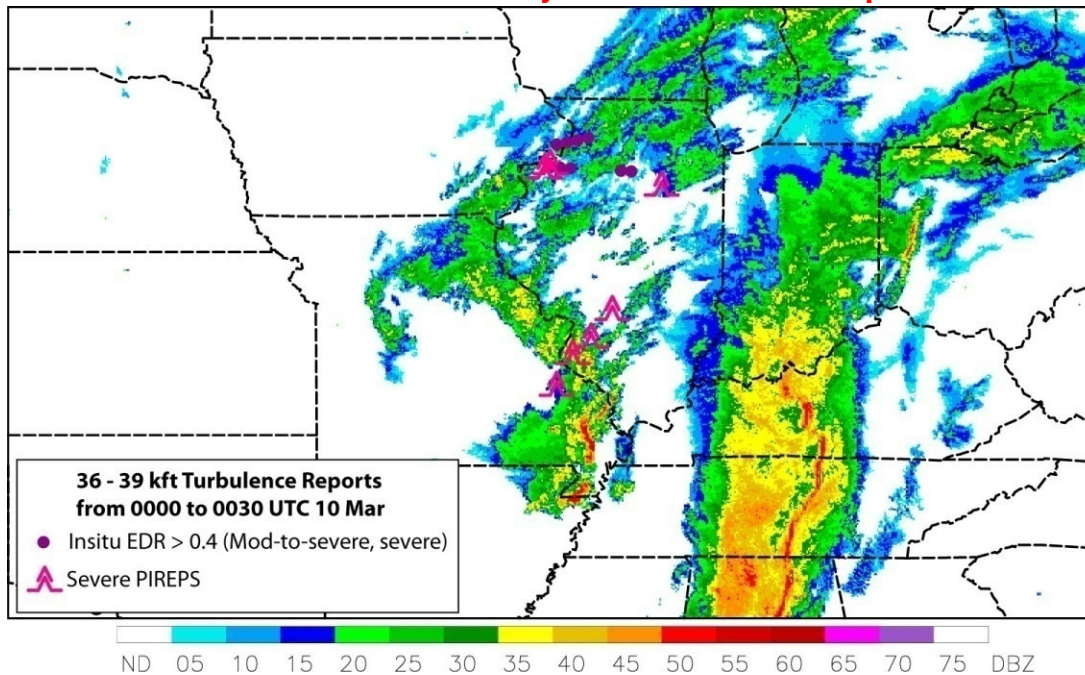 36 - 39 kft Turbulence Reports
from 0000 to 0030 UTC 10 Mar
Insitu EDR > 0.4 (Mod-to-severe, severe)
Severe PIREPS
ND 05 10 15 20 25 30 35 40 45 50 55 60 65 70 75 DBZ